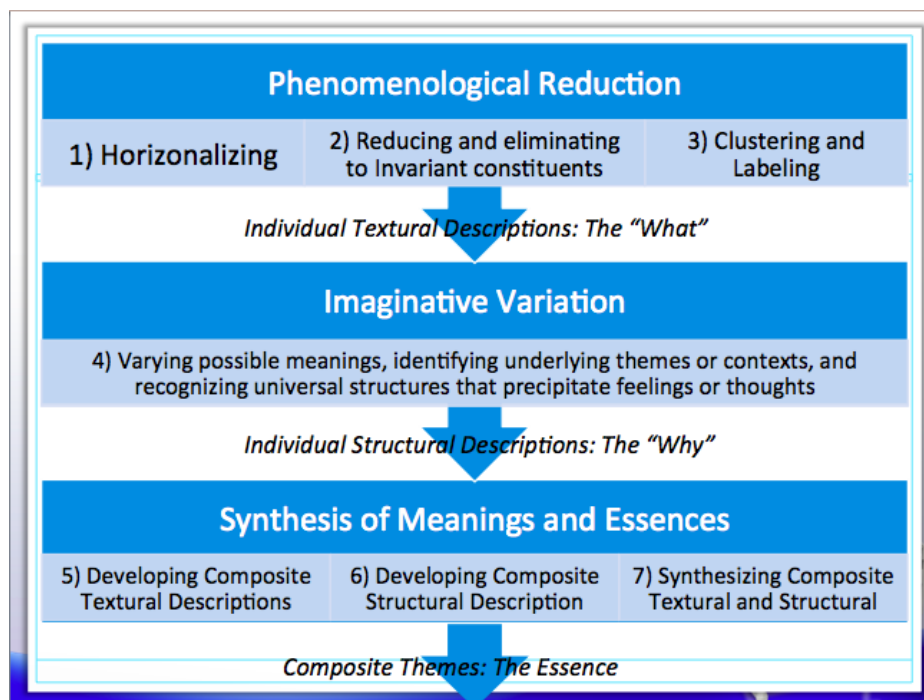 Phenomenological Reduction
1) Horizonalizing
2) Reducing and eliminating
to Invariant constituents
3) Clustering and
Labeling
Individual Textural Descriptions: The “What”
Imaginative Variation
4) Varying possible meanings, identifying underlying themes or contexts, and
recognizing universal structures that precipitate feelings or thoughts
Individual Structural Descriptions: The “Why”
Synthesis of Meanings and Essences
5) Developing Composite
Textural Descriptions
6) Developing Composite
Structural Description
7) Synthesizing Composite
Textural and Structural
Composite Themes: The Essence